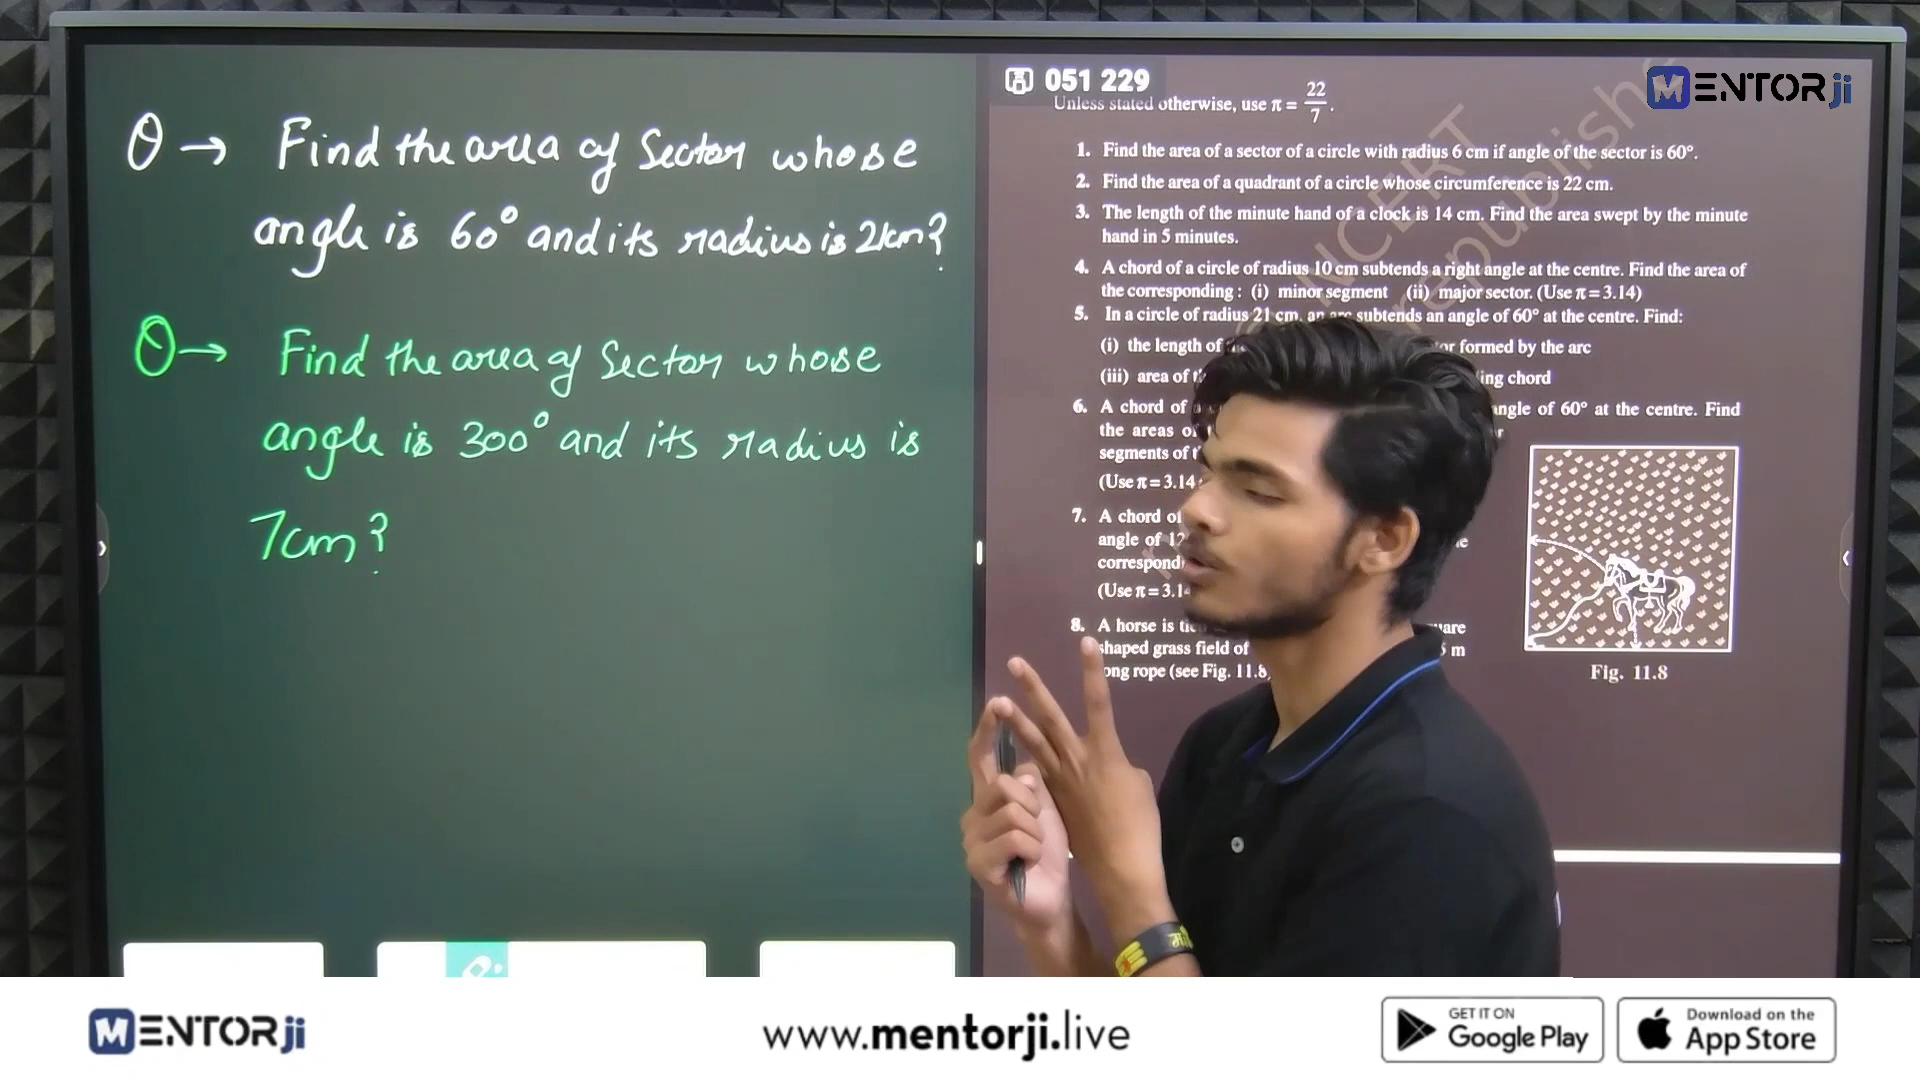 Q → Find the area of Sector whose
angle is 60° and its radius is 2km?
Q → Find the area of Sector whose
angle is 300° and its radius is
7cm?
051 229
MENTORji
Unless stated otherwise, use π = 22/7.
1. Find the area of a sector of a circle with radius 6 cm if angle of the sector is 60°.
2. Find the area of a quadrant of a circle whose circumference is 22 cm.
3. The length of the minute hand of a clock is 14 cm. Find the area swept by the minute
hand in 5 minutes.
4. A chord of a circle of radius 10 cm subtends a right angle at the centre. Find the area of
the corresponding : (i) minor segment (ii) major sector. (Use π = 3.14)
5. In a circle of radius 21 cm, an arc subtends an angle of 60° at the centre. Find:
(i) the length of formed by the arc
(iii) area of chord
6. A chord of angle of 60° at the centre. Find
the areas
segments of
(Use π = 3.14
7. A chord of
angle of
(Use π = 3.14
8. A horse is
shaped grass field of m
long rope (see Fig. 11.8
Fig. 11.8
NCERT
MENTORji
www.mentorji.live
GET IT ON
Google Play
Download on the
App Store